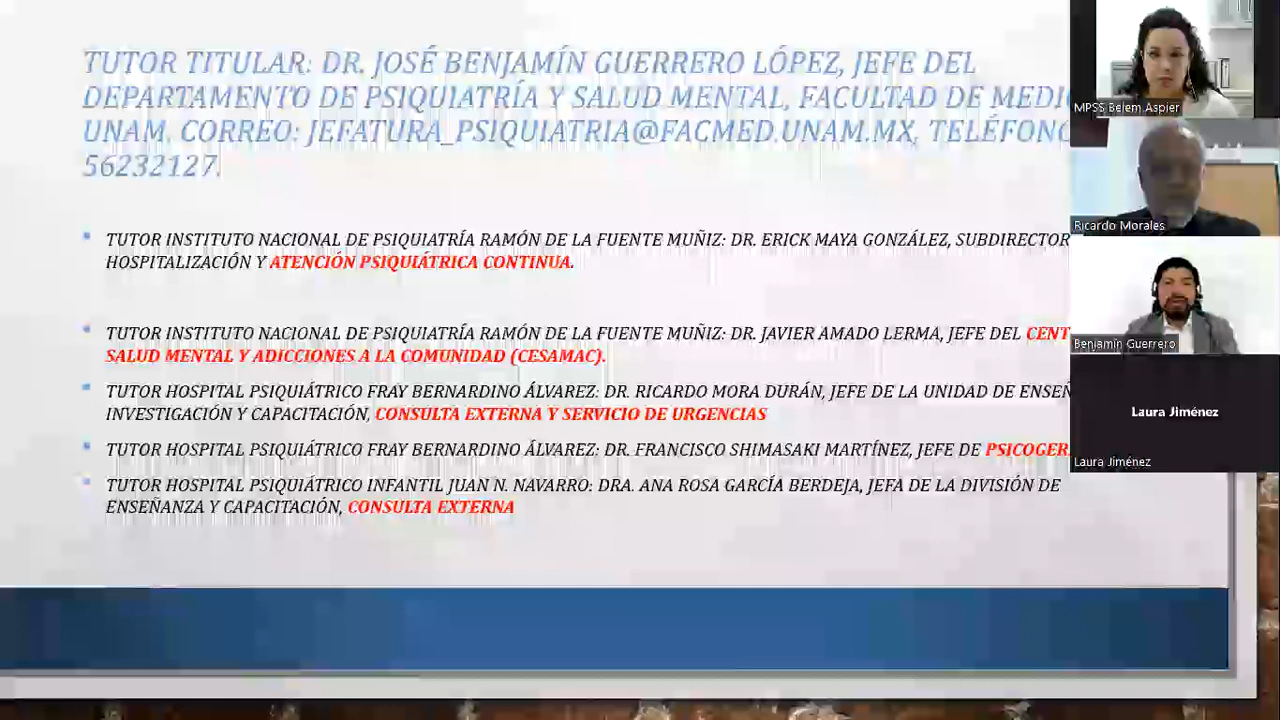 TUTOR TITULAR: DR. JOSÉ BENJAMÍN GUERRERO LÓPEZ, JEFE DEL
DEPARTAMENTO DE PSIQUIATRÍA Y SALUD MENTAL, FACULTAD DE MEDI
UNAM. CORREO: JEFATURA_PSIQUIATRIA@FACMED.UNAM.MX, TELÉFONO
56232127.
TUTOR INSTITUTO NACIONAL DE PSIQUIATRÍA RAMÓN DE LA FUENTE MUÑIZ: DR. ERICK MAYA GONZÁLEZ, SUBDIRECTOR
HOSPITALIZACIÓN Y ATENCIÓN PSIQUIÁTRICA CONTINUA.
TUTOR INSTITUTO NACIONAL DE PSIQUIATRÍA RAMÓN DE LA FUENTE MUÑIZ: DR. JAVIER AMADO LERMA, JEFE DEL CENT
SALUD MENTAL Y ADICCIONES A LA COMUNIDAD (CESAMAC).
TUTOR HOSPITAL PSIQUIÁTRICO FRAY BERNARDINO ÁLVAREZ: DR. RICARDO MORA DURÁN, JEFE DE LA UNIDAD DE ENSEÑ
INVESTIGACIÓN Y CAPACITACIÓN, CONSULTA EXTERNA Y SERVICIO DE URGENCIAS
TUTOR HOSPITAL PSIQUIÁTRICO FRAY BERNARDINO ÁLVAREZ: DR. FRANCISCO SHIMASAKI MARTÍNEZ, JEFE DE PSICOGER
TUTOR HOSPITAL PSIQUIÁTRICO INFANTIL JUAN N. NAVARRO: DRA. ANA ROSA GARCÍA BERDEJA, JEFA DE LA DIVISIÓN DE
ENSEÑANZA Y CAPACITACIÓN, CONSULTA EXTERNA
MPSS Belem Aspier
Ricardo Morales
Benjamín Guerrero
Laura Jiménez
Laura Jiménez